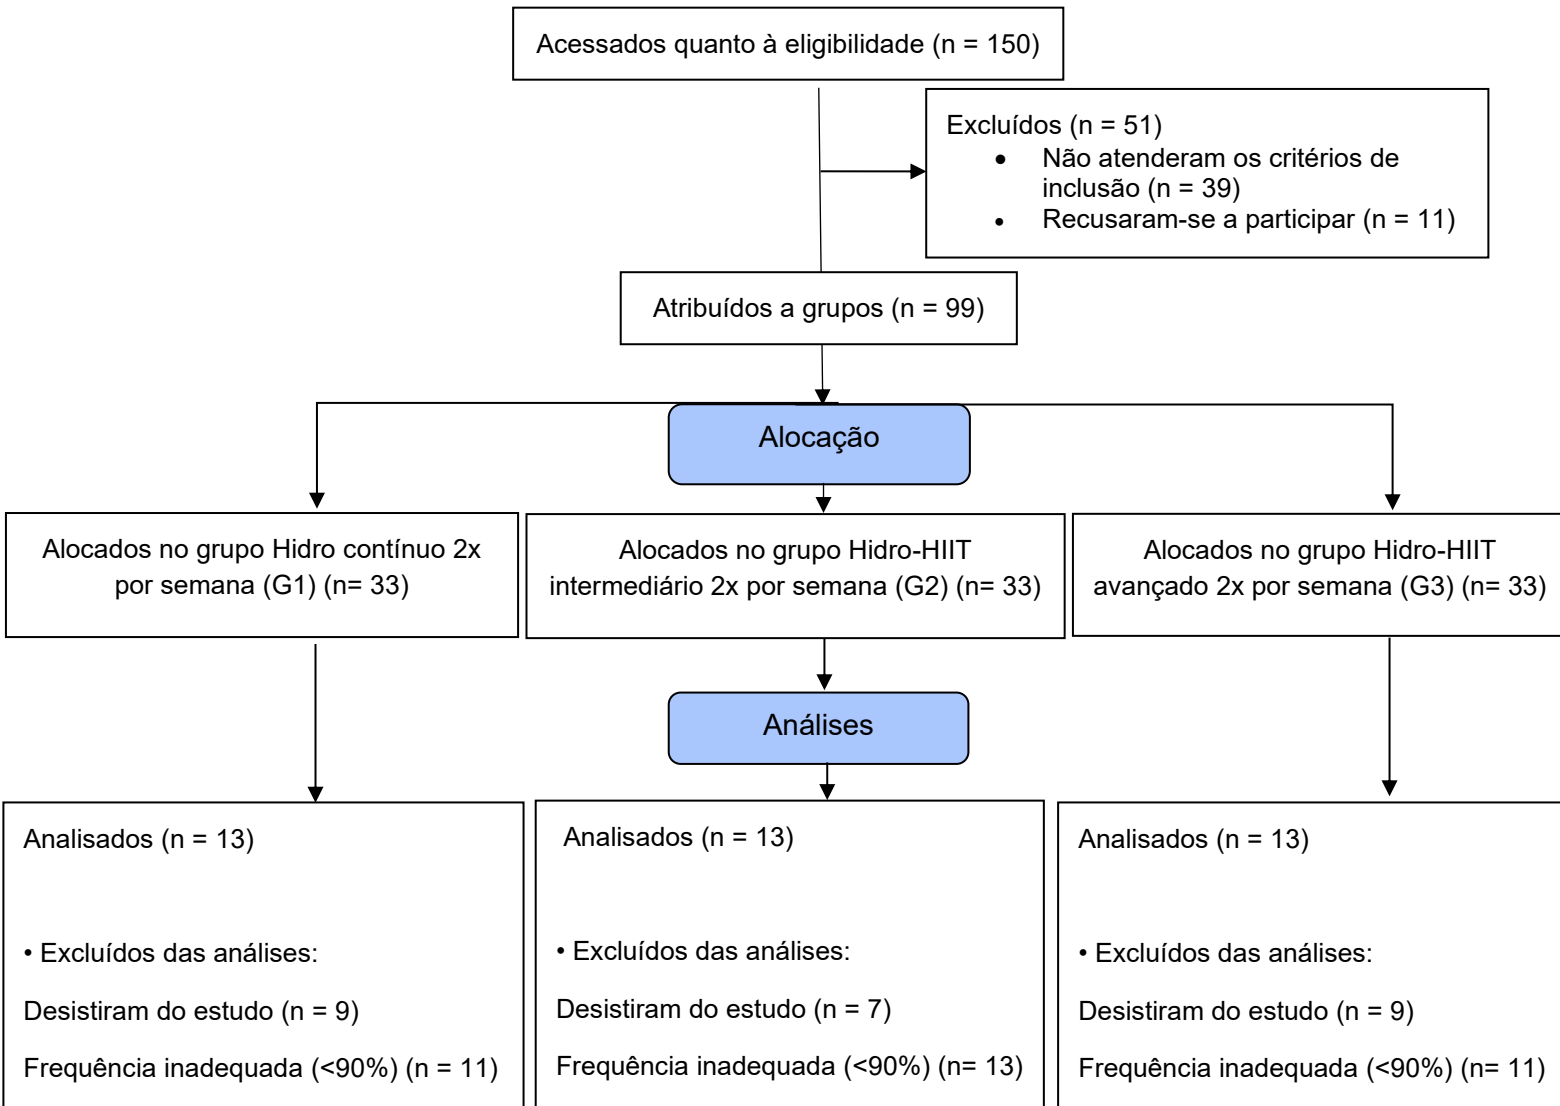 Acessados quanto à eligibilidade (n = 150)
Excluídos (n = 51)
• Não atenderam os critérios de
inclusão (n = 39)
• Recusaram-se a participar (n = 11)
Atribuídos a grupos (n = 99)
Alocação
Alocados no grupo Hidro contínuo 2x
por semana (G1) (n= 33)
Alocados no grupo Hidro-HIIT
intermediário 2x por semana (G2) (n= 33)
Alocados no grupo Hidro-HIIT
avançado 2x por semana (G3) (n= 33)
Análises
Analisados (n = 13)
• Excluídos das análises:
Desistiram do estudo (n = 9)
Frequência inadequada (<90%) (n = 11)
Analisados (n = 13)
• Excluídos das análises:
Desistiram do estudo (n = 7)
Frequência inadequada (<90%) (n= 13)
Analisados (n = 13)
• Excluídos das análises:
Desistiram do estudo (n = 9)
Frequência inadequada (<90%) (n= 11)